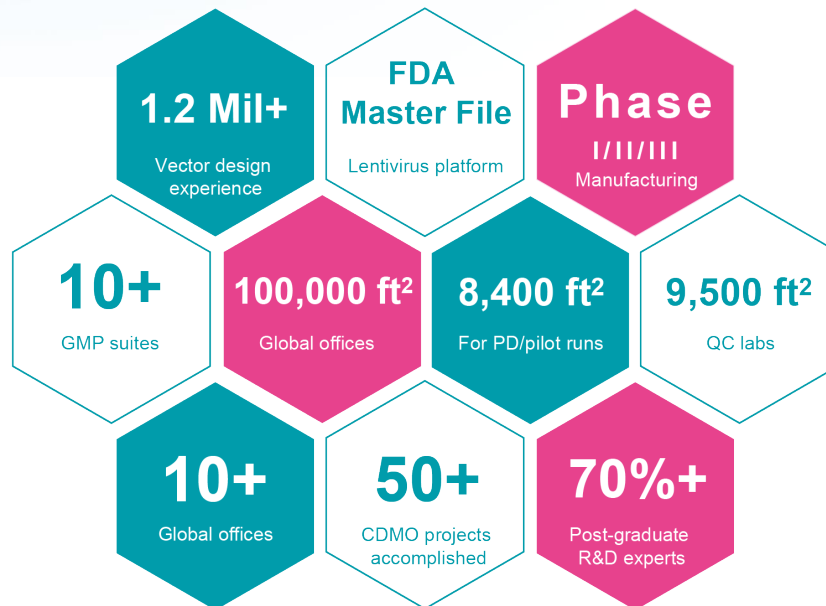 1.2 Mil+
Vector design
experience
FDA
Master File
Lentivirus platform
Phase
I/II/III
Manufacturing
10+
GMP suites
100,000 ft²
Global offices
8,400 ft²
For PD/pilot runs
9,500 ft²
QC labs
10+
Global offices
50+
CDMO projects
accomplished
70%+
Post-graduate
R&D experts